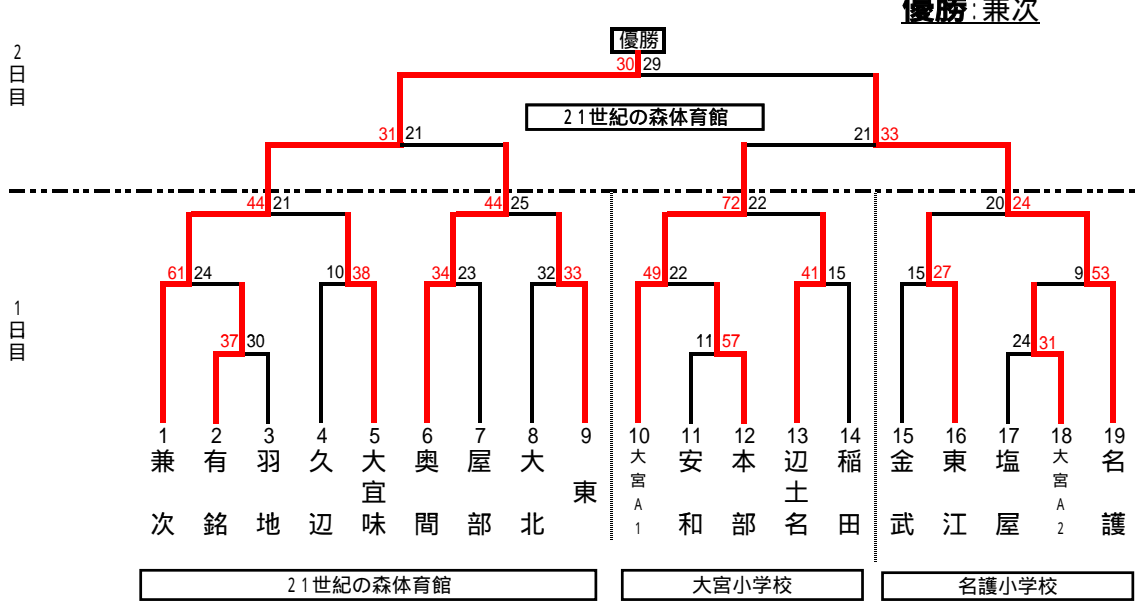 優勝:兼次
優勝
2日目
30 29
21世紀の森体育館
31 21
21 33
44 21
44 25
72 22
20 24
61 24
10 38
34 23
32 33
49 22
41 15
15 27
9 53
1日目
37 30
11 57
24 31
1 2 3 4 5 6 7 8 9 10 11 12 13 14 15 16 17 18 19
兼次
有銘
羽地
久辺
大宜味
奥間
屋部
大北
東
大宮A1
安和
本部
辺土名
稲田
金武
東江
塩屋
大宮A2
名護
21世紀の森体育館
大宮小学校
名護小学校